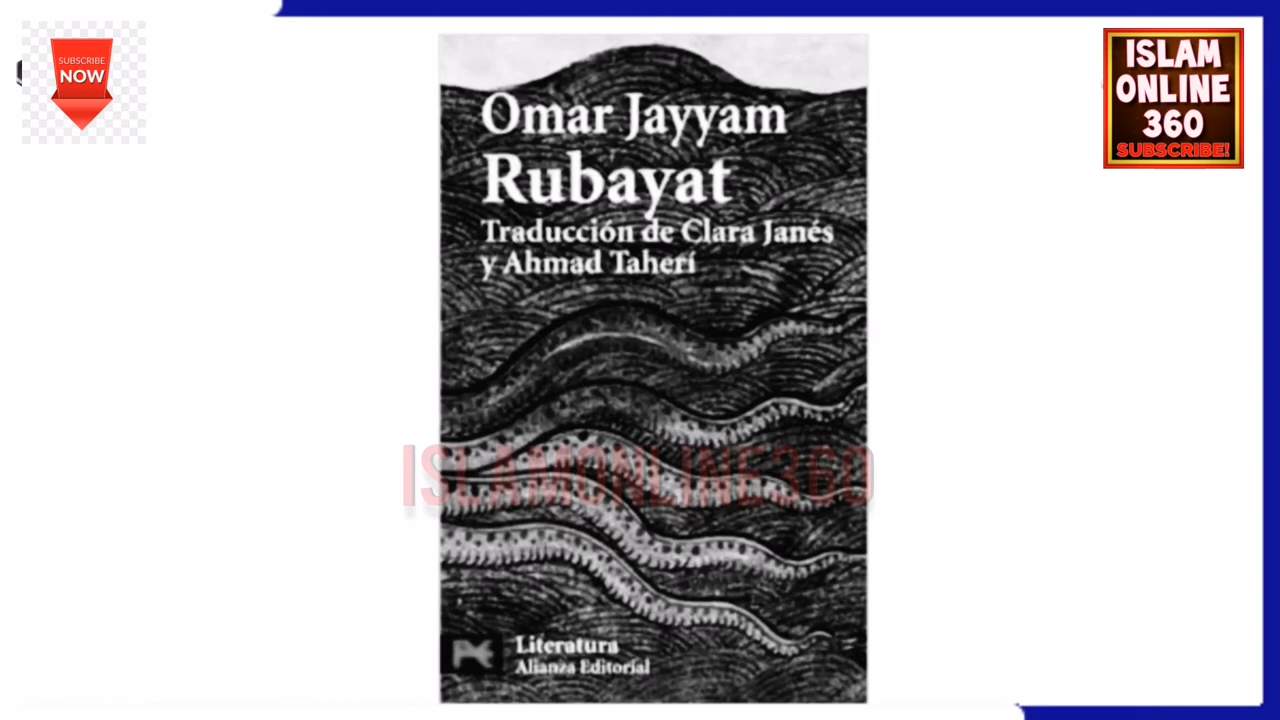 SUBSCRIBE
NOW
ISLAM
ONLINE
360
SUBSCRIBE!
Omar Jayyam
Rubayat
Traducción de Clara Janés
y Ahmad Taherí
ISLAMONLINE360
Literatura
Alianza Editorial